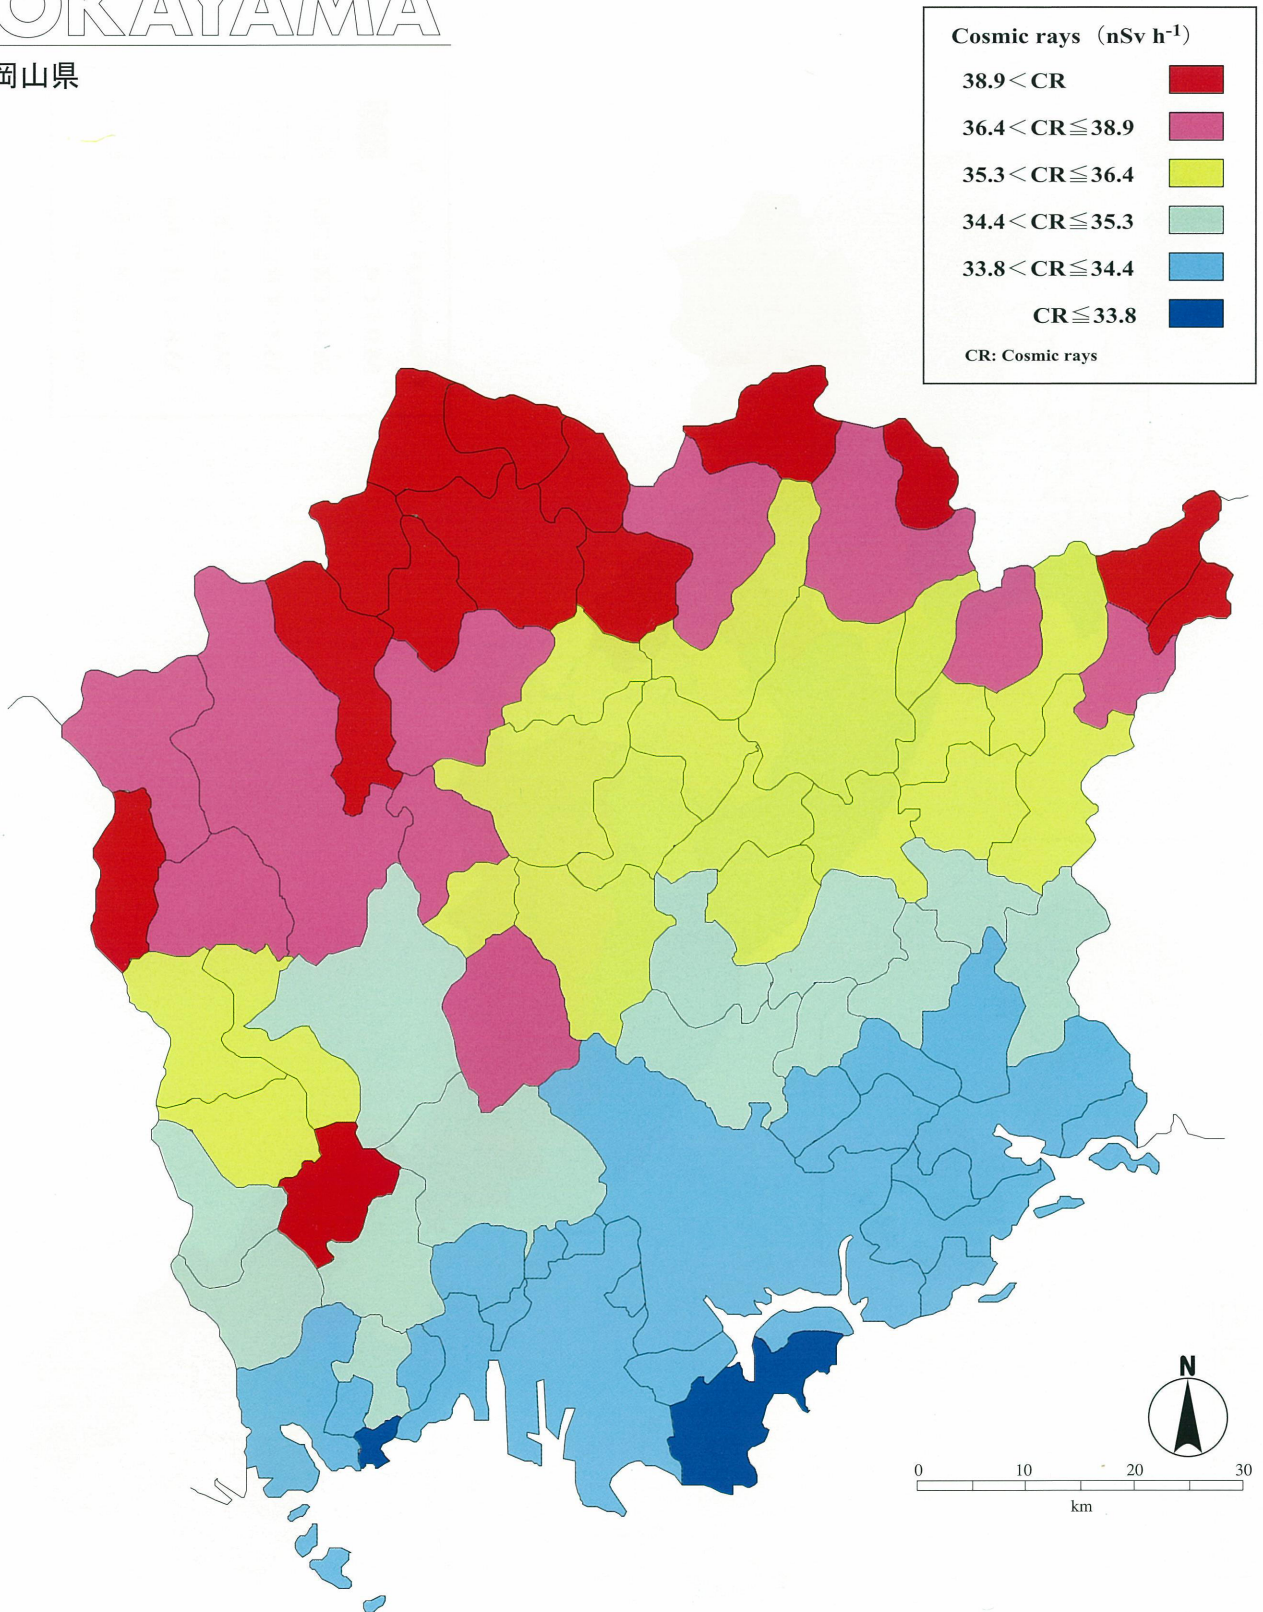 OKAYAMA
岡山県
Cosmic rays (nSv h-1)
38.9<CR
36.4<CR≦38.9
35.3<CR≦36.4
34.4<CR≦35.3
33.8<CR≦34.4
CR≦33.8
CR: Cosmic rays
N
0 10 20 30
km